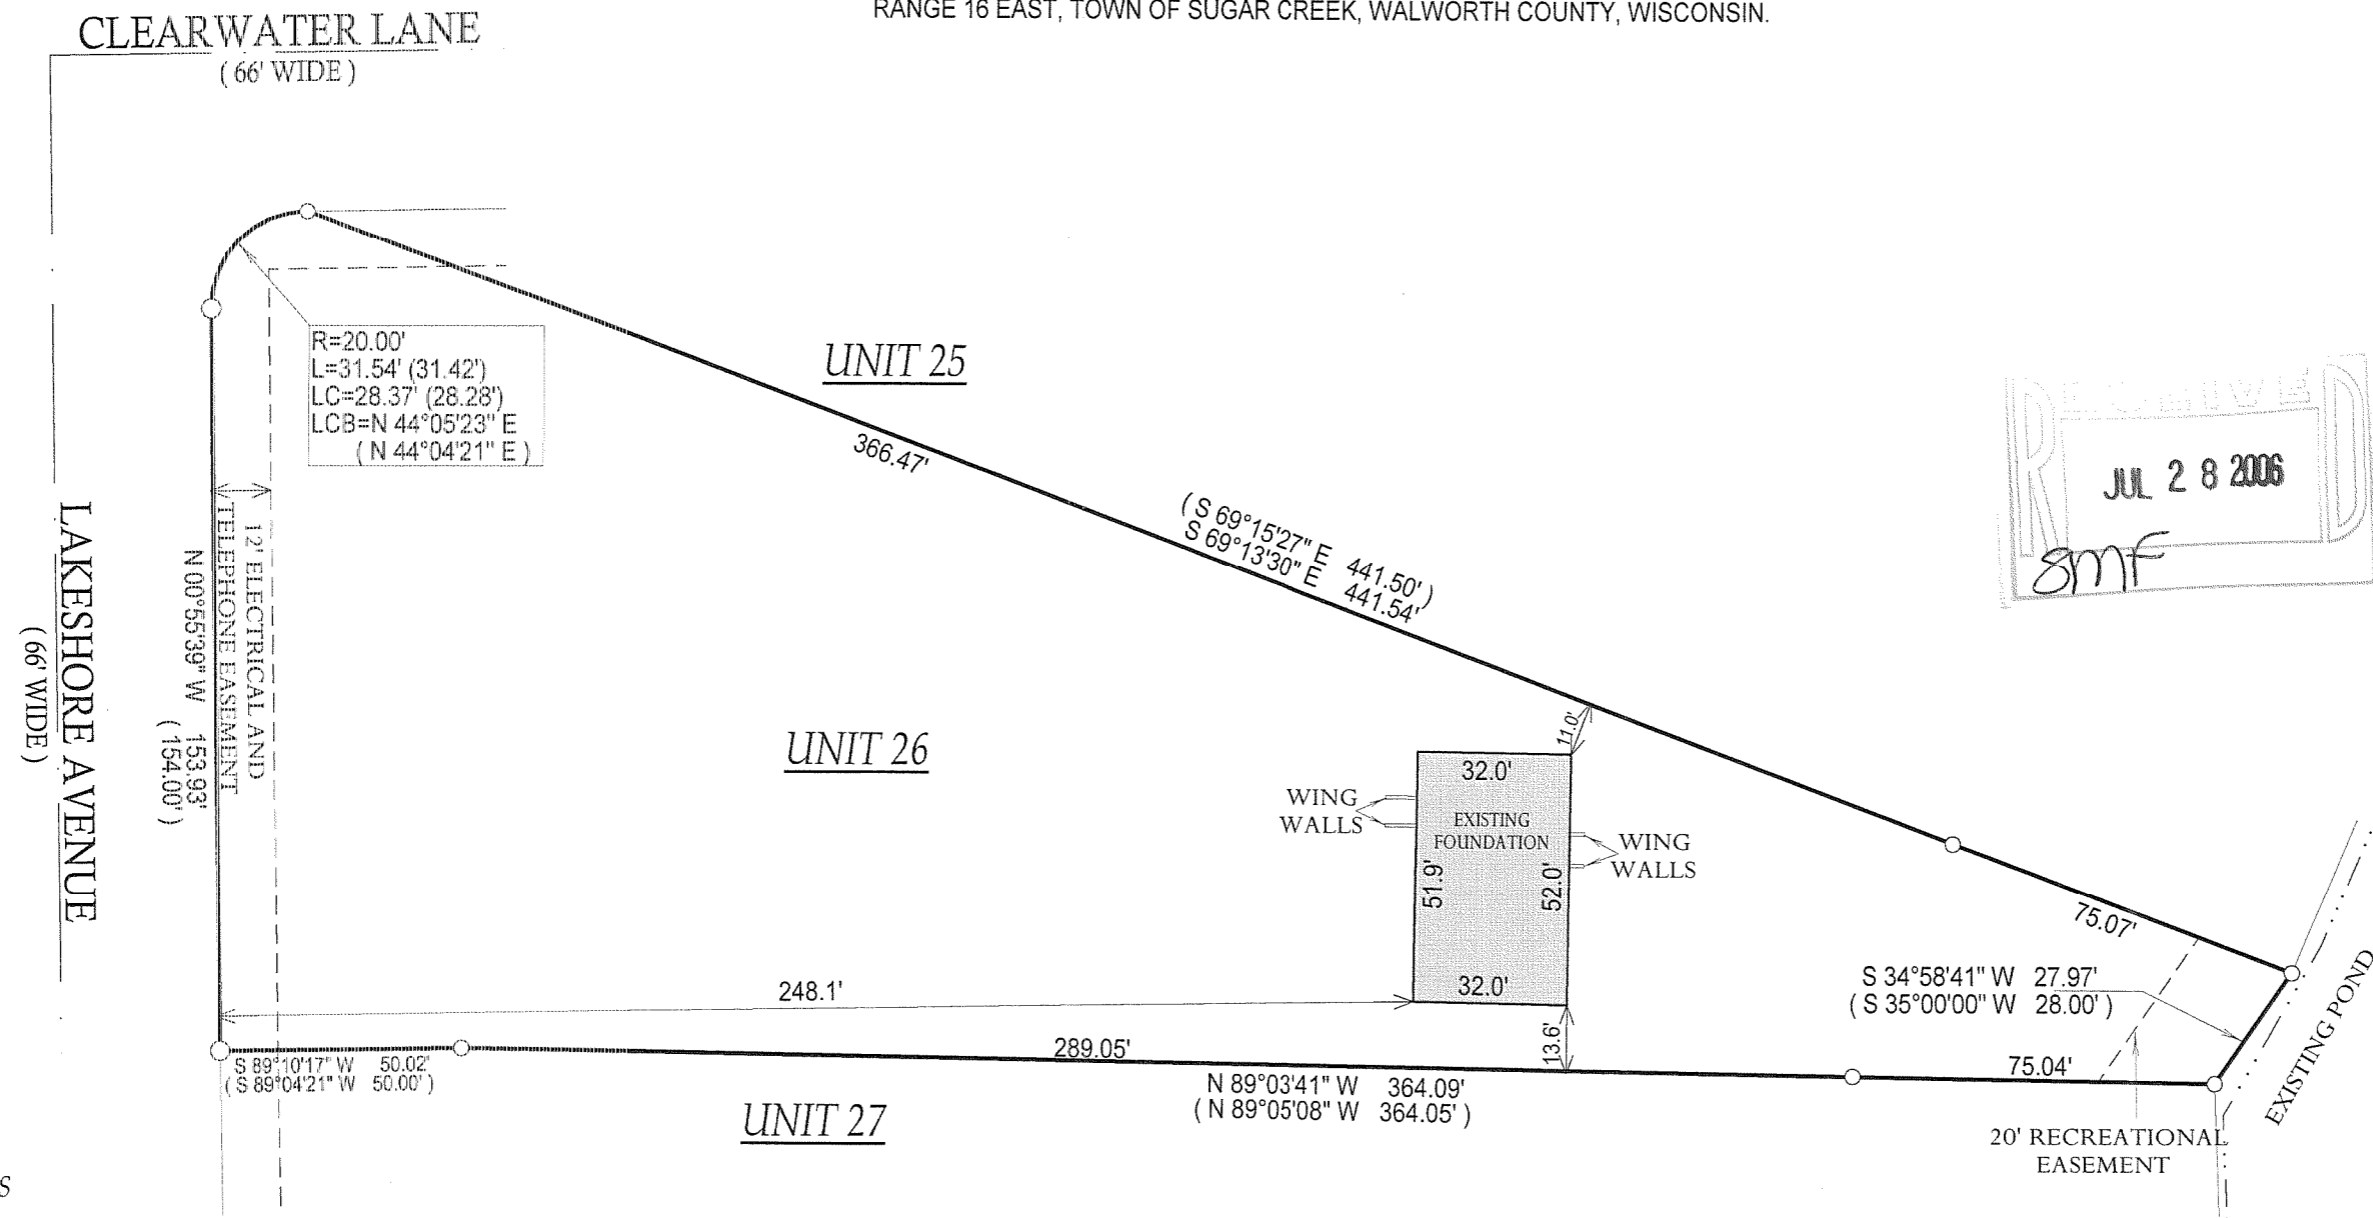 RANGE 16 EAST, TOWN OF SUGAR CREEK, WALWORTH COUNTY, WISCONSIN.
CLEARWATER LANE
( 66' WIDE )
R=20.00'
L=31.54' (31.42')
LC=28.37' (28.28')
LCB=N 44°05'23" E
( N 44°04'21" E )
UNIT 25
366.47'
( S 69°15'27" E 441.50' )
S 69°13'30" E 441.54'
RECEIVED
JUL 28 2006
SMF
LAKESHORE AVENUE
( 66' WIDE )
12' ELECTRICAL AND
TELEPHONE EASEMENT
N 00°55'39" W 153.93'
( 154.00' )
UNIT 26
11.0'
32.0'
WING
WALLS
EXISTING
FOUNDATION
WING
WALLS
51.9'
52.0'
32.0'
248.1'
13.6'
75.07'
S 34°58'41" W 27.97'
( S 35°00'00" W 28.00' )
EXISTING POND
289.05'
75.04'
S 89°10'17" W 50.02'
( S 89°04'21" W 50.00' )
N 89°03'41" W 364.09'
( N 89°05'08" W 364.05' )
UNIT 27
20' RECREATIONAL
EASEMENT
S